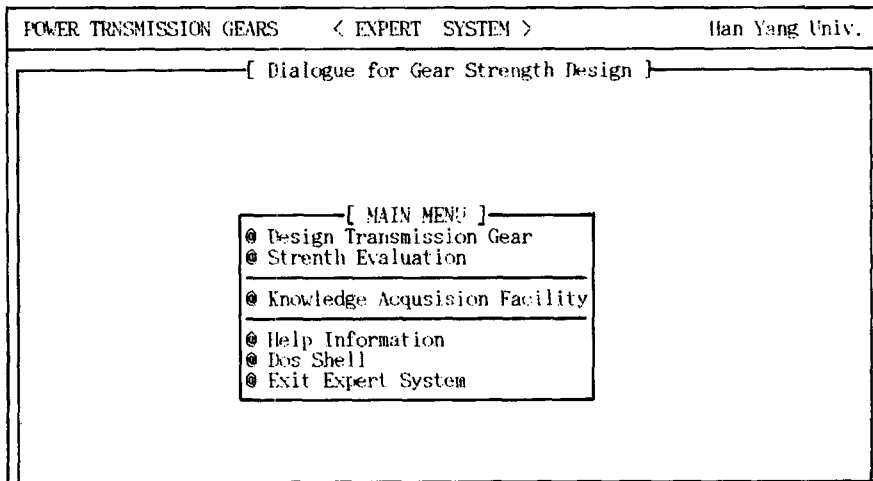 POWER TRNSMISSION GEARS < EXPERT SYSTEM > Han Yang Univ.
[ Dialogue for Gear Strength Design ]
[ MAIN MENU ]
@ Design Transmission Gear
@ Strenth Evaluation
@ Knowledge Acqusision Facility
@ Help Information
@ Dos Shell
@ Exit Expert System